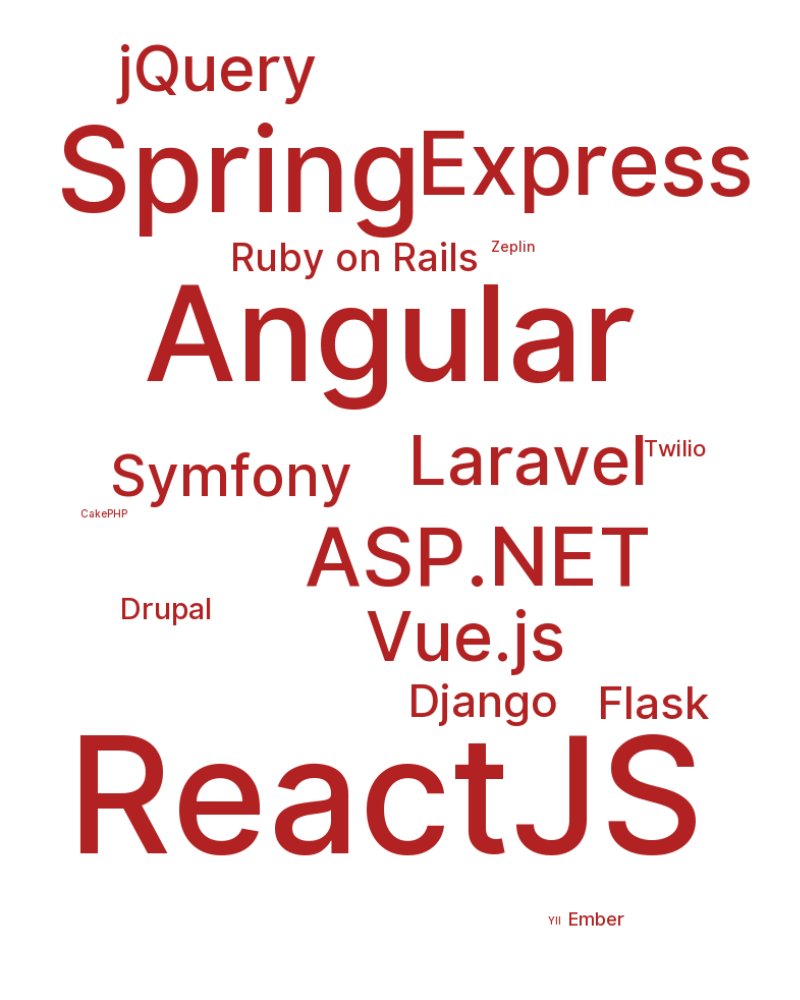 jQuery
Spring
Express
Ruby on Rails
Zeplin
Angular
Symfony
Laravel
Twilio
CakePHP
ASP.NET
Drupal
Vue.js
Django
Flask
ReactJS
YII
Ember